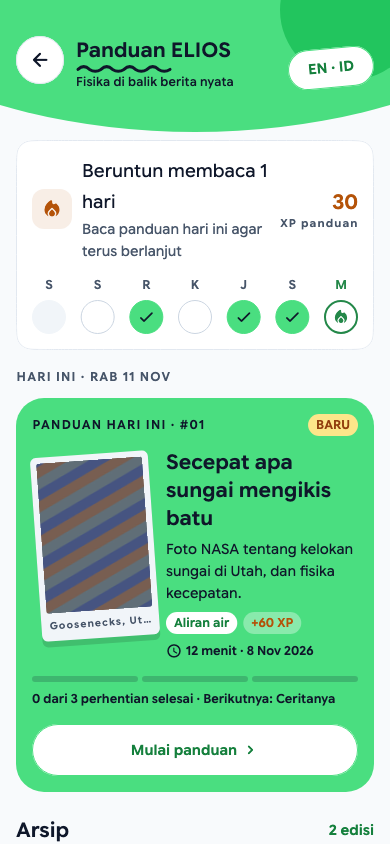 Panduan ELIOS
Fisika di balik berita nyata
EN · ID
Beruntun membaca 1
hari
Baca panduan hari ini agar
terus berlanjut
30
XP panduan
S S R K J S M
HARI INI · RAB 11 NOV
PANDUAN HARI INI · #01
BARU
Goosenecks, Ut…
Secepat apa
sungai mengikis
batu
Foto NASA tentang kelokan
sungai di Utah, dan fisika
kecepatan.
Aliran air
+60 XP
12 menit · 8 Nov 2026
0 dari 3 perhentian selesai · Berikutnya: Ceritanya
Mulai panduan
Arsip
2 edisi